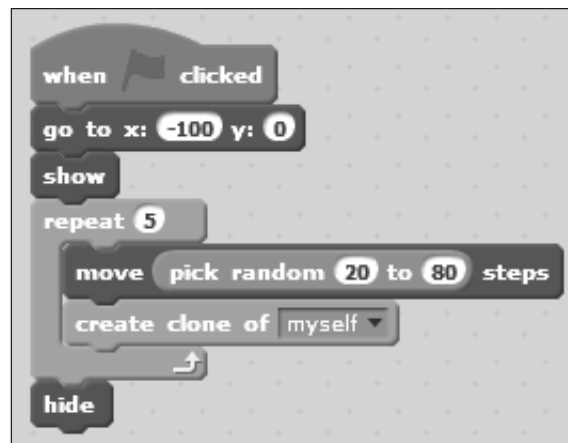 when clicked
go to x: -100 y: 0
show
repeat 5
move pick random 20 to 80 steps
create clone of myself
hide